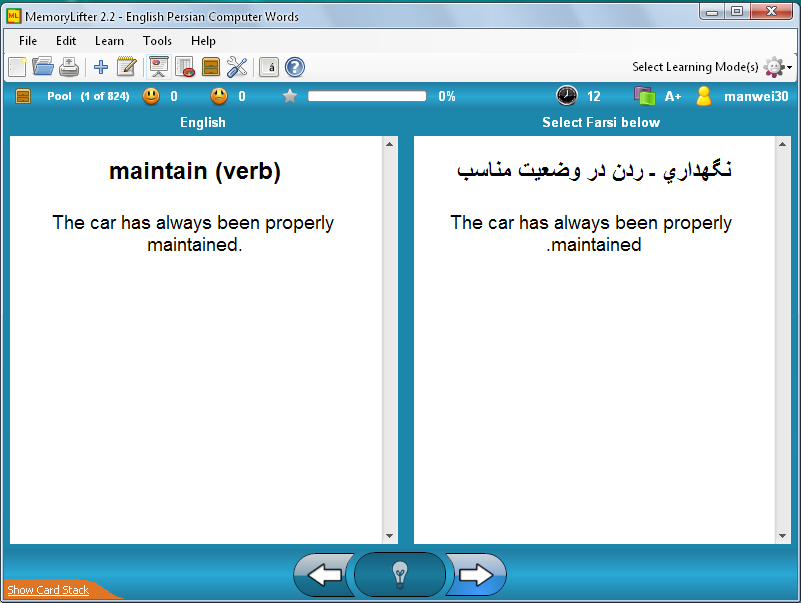 MemoryLifter 2.2 - English Persian Computer Words
File Edit Learn Tools Help
Select Learning Mode(s)
Pool (1 of 824) 0 0 0% 12 A+ manwei30
English
Select Farsi below
maintain (verb)
The car has always been properly
maintained.
نگهداري - ردن در وضعيت مناسب
The car has always been properly
.maintained
Show Card Stack